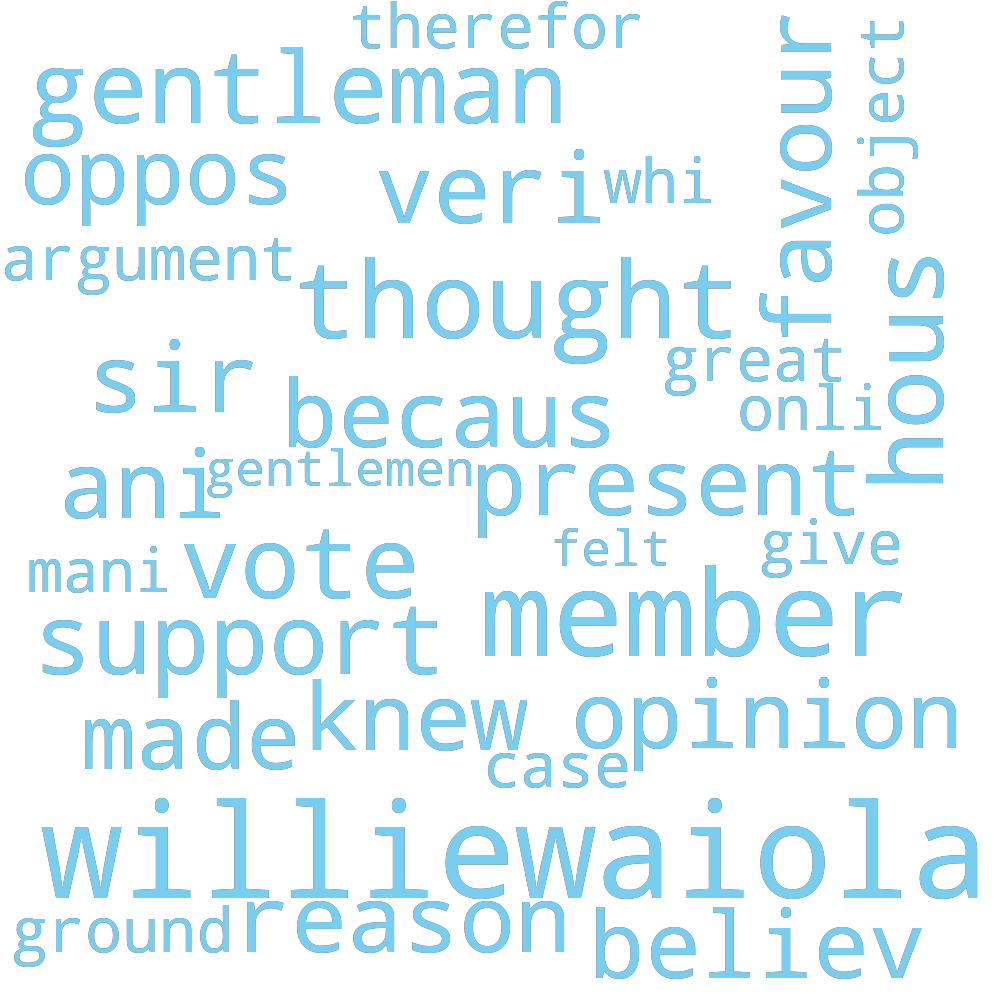 therefor
gentleman
favour
object
oppos
veri
whi
argument
thought
hous
sir
great
becaus
onli
ani
gentlemen
present
mani
vote
felt
give
support
member
made
knew
opinion
case
williewaiola
ground
reason
believ